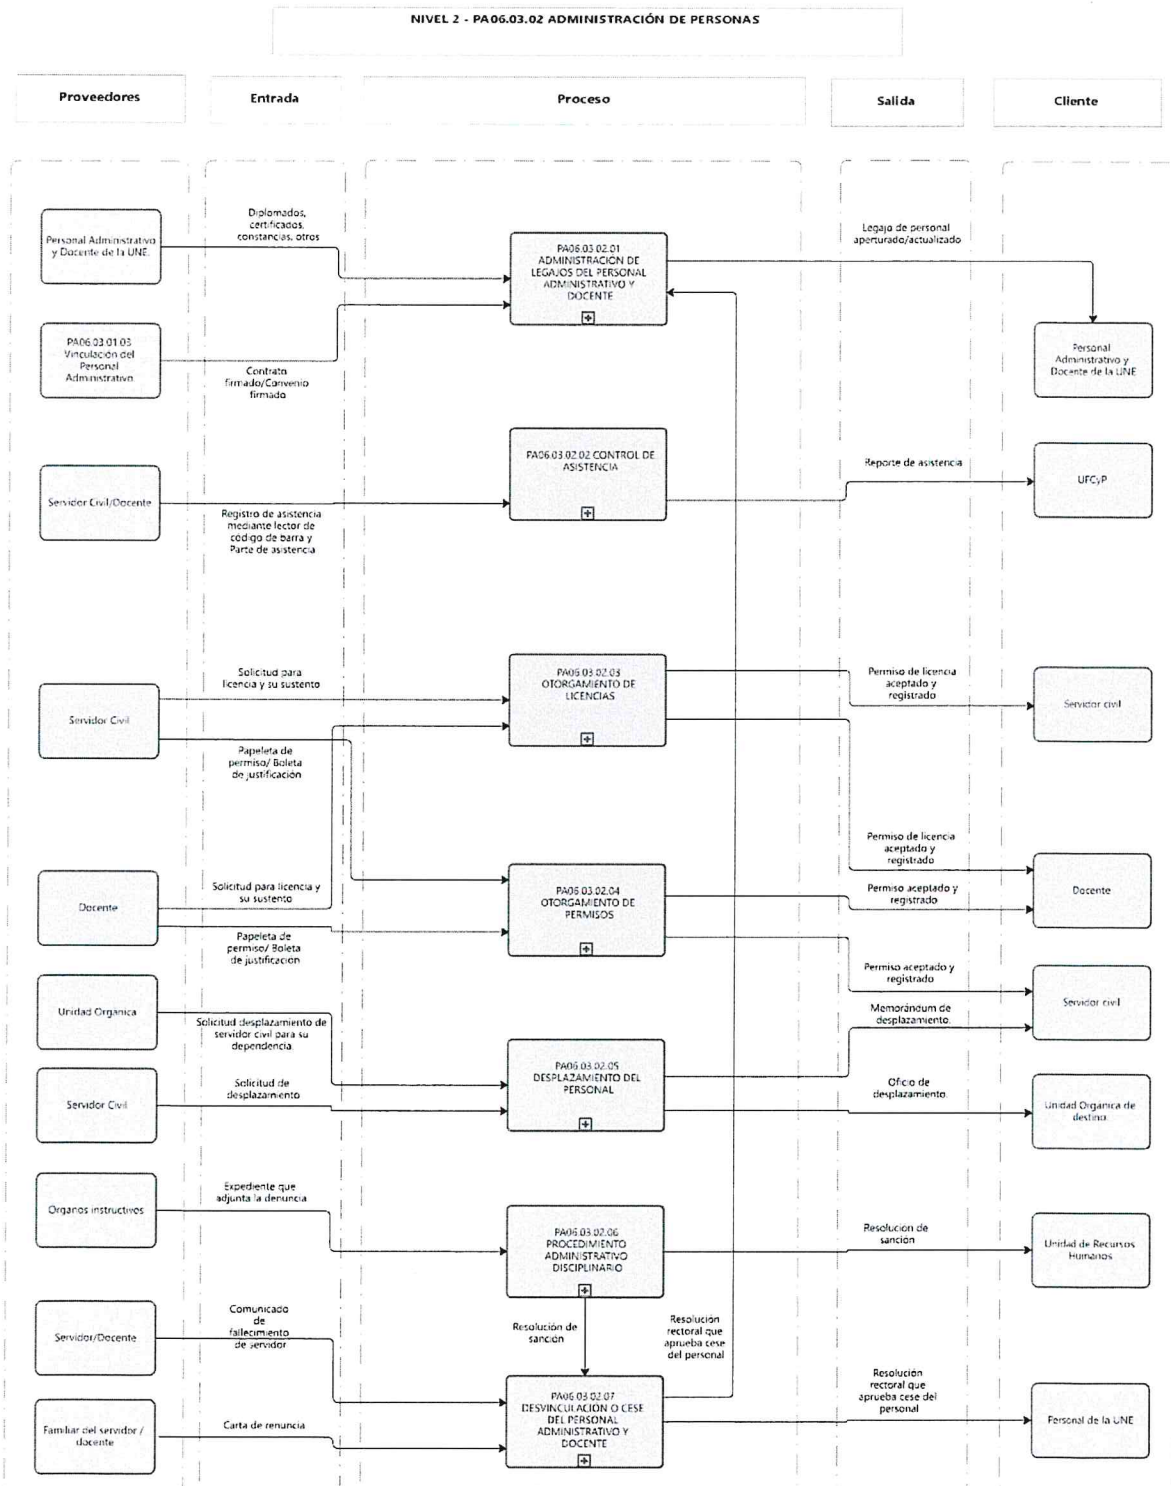 NIVEL 2 - PA06.03.02 ADMINISTRACIÓN DE PERSONAS
Proveedores
Entrada
Proceso
Salida
Cliente
Personal Administrativo
y Docente de la UNE.
Diplomados,
certificados,
constancias, otros
PA06.03.02.01
ADMINISTRACIÓN DE
LEGAJOS DEL PERSONAL
ADMINISTRATIVO Y
DOCENTE
Legajo de personal
aperturado/actualizado
Personal
Administrativo y
Docente de la UNE
PA06.03.01.03
Vinculación del
Personal
Administrativo
Contrato
firmado/Convenio
firmado
Servidor Civil/Docente
Registro de asistencia
mediante lector de
código de barra y
Parte de asistencia
PA06.03.02.02 CONTROL DE
ASISTENCIA
Reporte de asistencia
UFCyP
Servidor Civil
Solicitud para
licencia y su sustento
Papeleta de
permiso/ Boleta
de justificación
PA06.03.02.03
OTORGAMIENTO DE
LICENCIAS
Permiso de licencia
aceptado y
registrado
Servidor civil
Permiso de licencia
aceptado y
registrado
Docente
Solicitud para licencia y
su sustento
Papeleta de
permiso/ Boleta
de justificación
PA06.03.02.04
OTORGAMIENTO DE
PERMISOS
Permiso aceptado y
registrado
Docente
Permiso aceptado y
registrado
Servidor civil
Unidad Orgánica
Solicitud desplazamiento de
servidor civil para su
dependencia.
Servidor Civil
Solicitud de
desplazamiento
PA06.03.02.05
DESPLAZAMIENTO DEL
PERSONAL
Memorándum de
desplazamiento.
Oficio de
desplazamiento.
Unidad Orgánica de
destino.
Órganos instructivos
Expediente que
adjunta la denuncia
PA06.03.02.06
PROCEDIMIENTO
ADMINISTRATIVO
DISCIPLINARIO
Resolución de
sanción
Unidad de Recursos
Humanos
Resolución de
sanción
Resolución
rectoral que
aprueba cese
del personal
Servidor/Docente
Comunicado
de
fallecimiento
de servidor
Familiar del servidor /
docente
Carta de renuncia
PA06.03.02.07
DESVINCULACIÓN O CESE
DEL PERSONAL
ADMINISTRATIVO Y
DOCENTE
Resolución
rectoral que
aprueba cese del
personal
Personal de la UNE